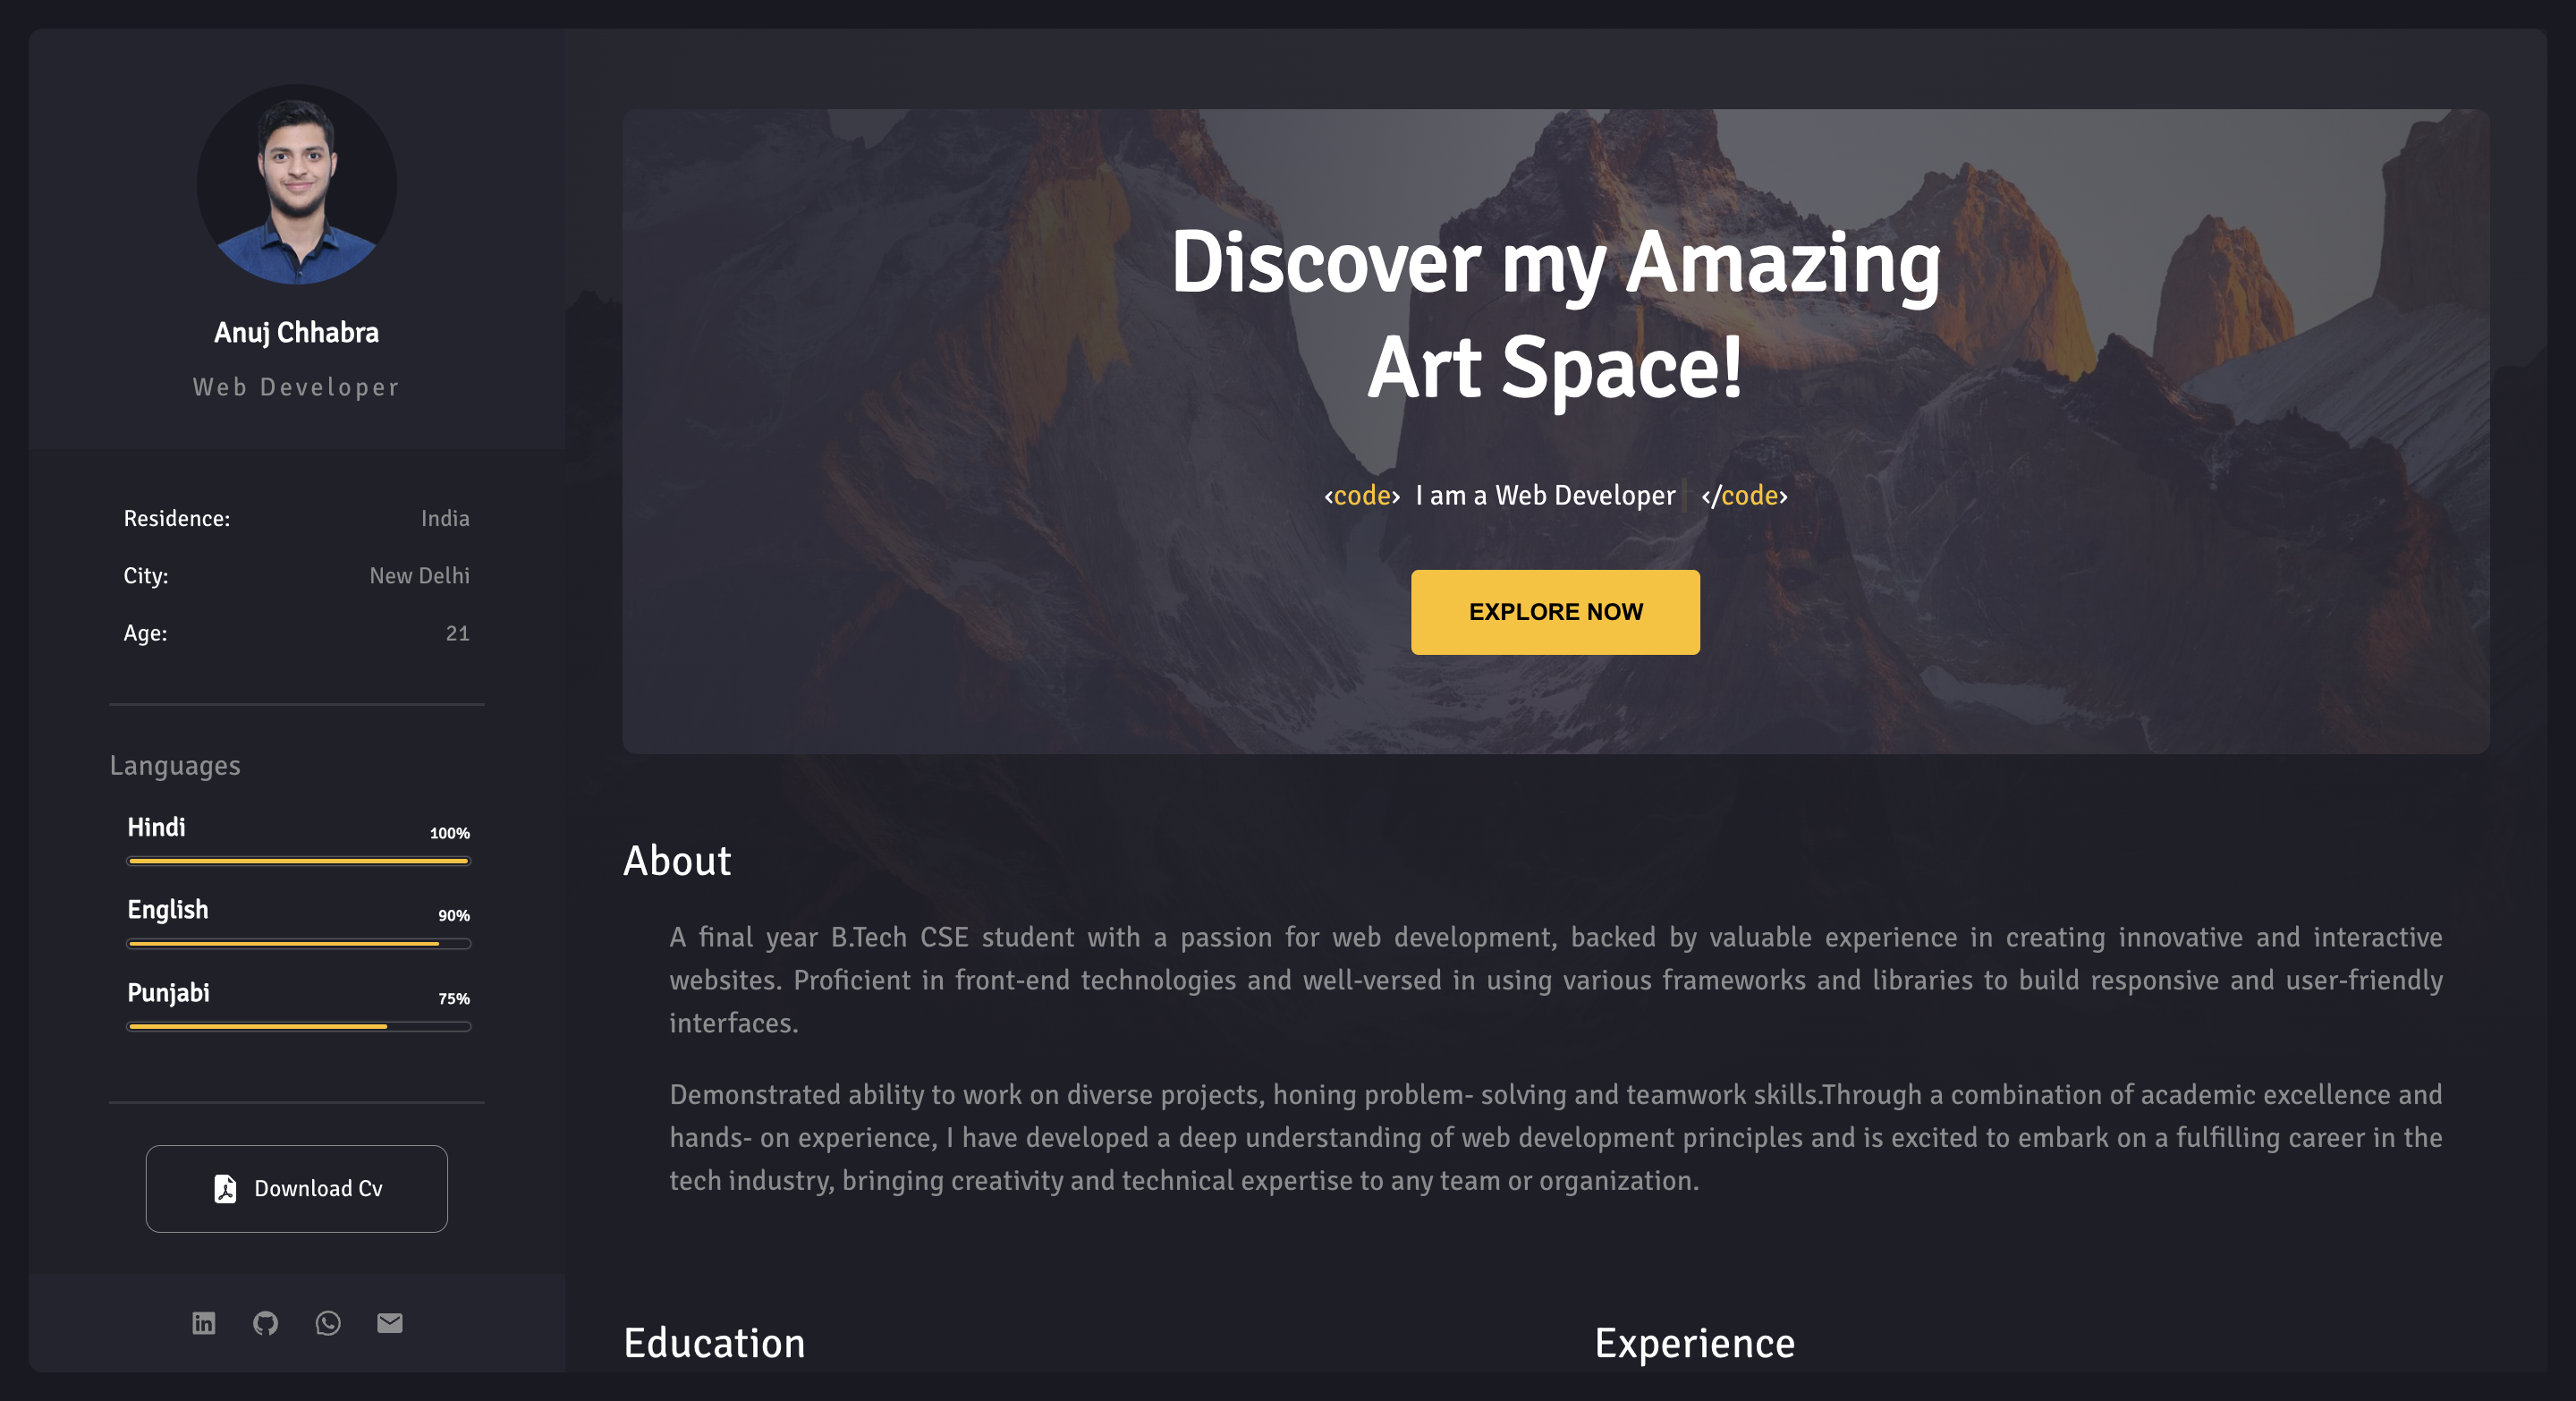 Anuj Chhabra
Web Developer
Residence: India
City: New Delhi
Age: 21
Languages
Hindi 100%
English 90%
Punjabi 75%
Download Cv
Discover my Amazing
Art Space!
<code> I am a Web Developer </code>
EXPLORE NOW
About
A final year B.Tech CSE student with a passion for web development, backed by valuable experience in creating innovative and interactive
websites. Proficient in front-end technologies and well-versed in using various frameworks and libraries to build responsive and user-friendly
interfaces.
Demonstrated ability to work on diverse projects, honing problem- solving and teamwork skills.Through a combination of academic excellence and
hands- on experience, I have developed a deep understanding of web development principles and is excited to embark on a fulfilling career in the
tech industry, bringing creativity and technical expertise to any team or organization.
Education
Experience